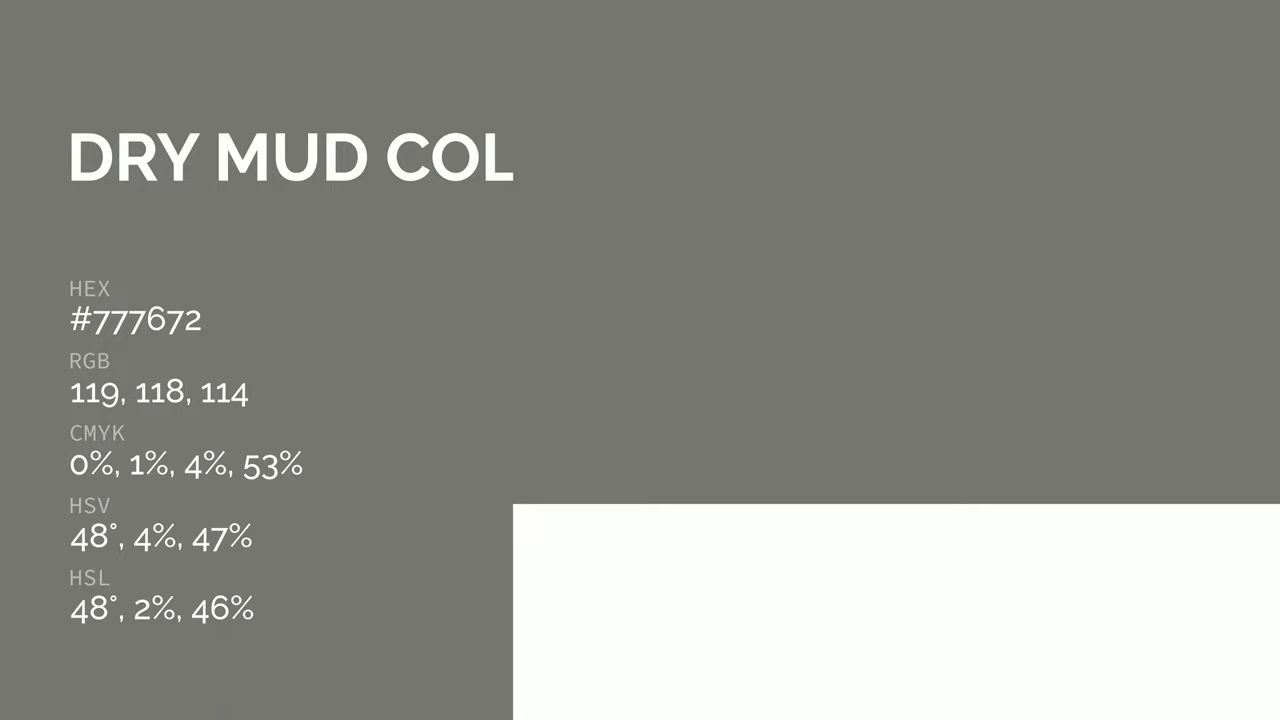 DRY MUD COL
HEX
#777672
RGB
119, 118, 114
CMYK
0%, 1%, 4%, 53%
HSV
48°, 4%, 47%
HSL
48°, 2%, 46%